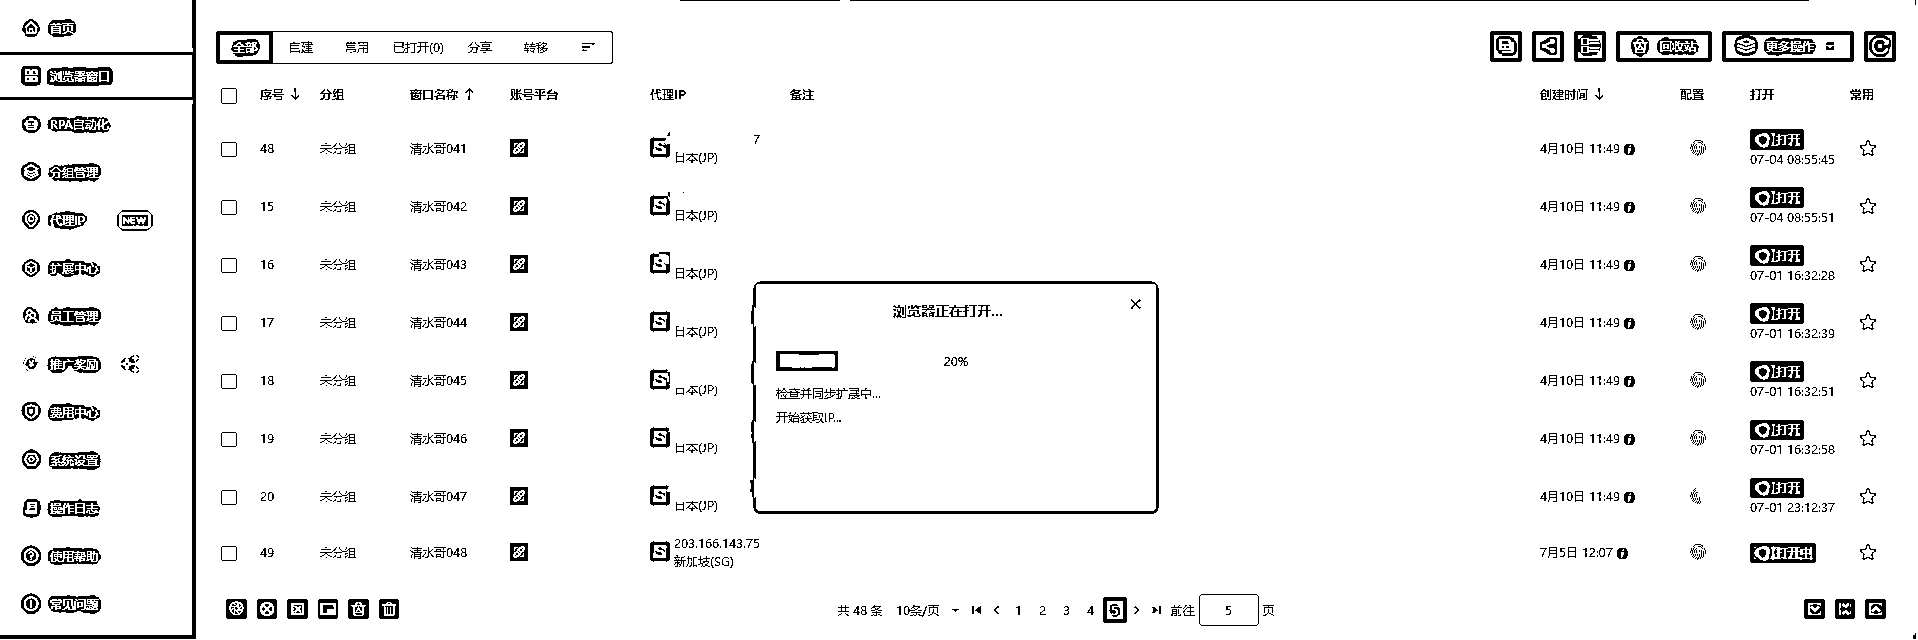 首页
浏览器窗口
RPA自动化
分组管理
代理IP NEW
扩展中心
员工管理
推广奖励
费用中心
系统设置
操作日志
使用帮助
常见问题
全部 自建 常用 已打开(0) 分享 转移
回收站 更多操作
序号 分组 窗口名称 账号平台 代理IP 备注 创建时间 配置 打开 常用
48 未分组 清水哥041 日本(JP) 7 4月10日 11:49 打开 07-04 08:55:45
15 未分组 清水哥042 日本(JP) 4月10日 11:49 打开 07-04 08:55:51
16 未分组 清水哥043 日本(JP) 4月10日 11:49 打开 07-01 16:32:28
17 未分组 清水哥044 日本(JP) 4月10日 11:49 打开 07-01 16:32:39
18 未分组 清水哥045 日本(JP) 4月10日 11:49 打开 07-01 16:32:51
19 未分组 清水哥046 日本(JP) 4月10日 11:49 打开 07-01 16:32:58
20 未分组 清水哥047 日本(JP) 4月10日 11:49 打开 07-01 23:12:37
49 未分组 清水哥048 203.166.143.75 新加坡(SG) 7月5日 12:07 打开中
浏览器正在打开...
20%
检查并同步扩展中...
开始获取IP...
共 48 条 10条/页 1 2 3 4 5 前往 5 页